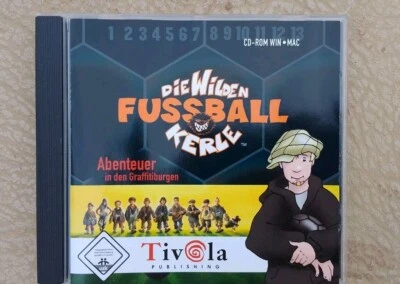 1 2 3 4 5 6 7 8 9 10 11 12 13
CD-ROM WIN • MAC
DIE WILDEN
FUSSBALL
KERLE™
Abenteuer
in den Graffitiburgen
Tivola
PUBLISHING